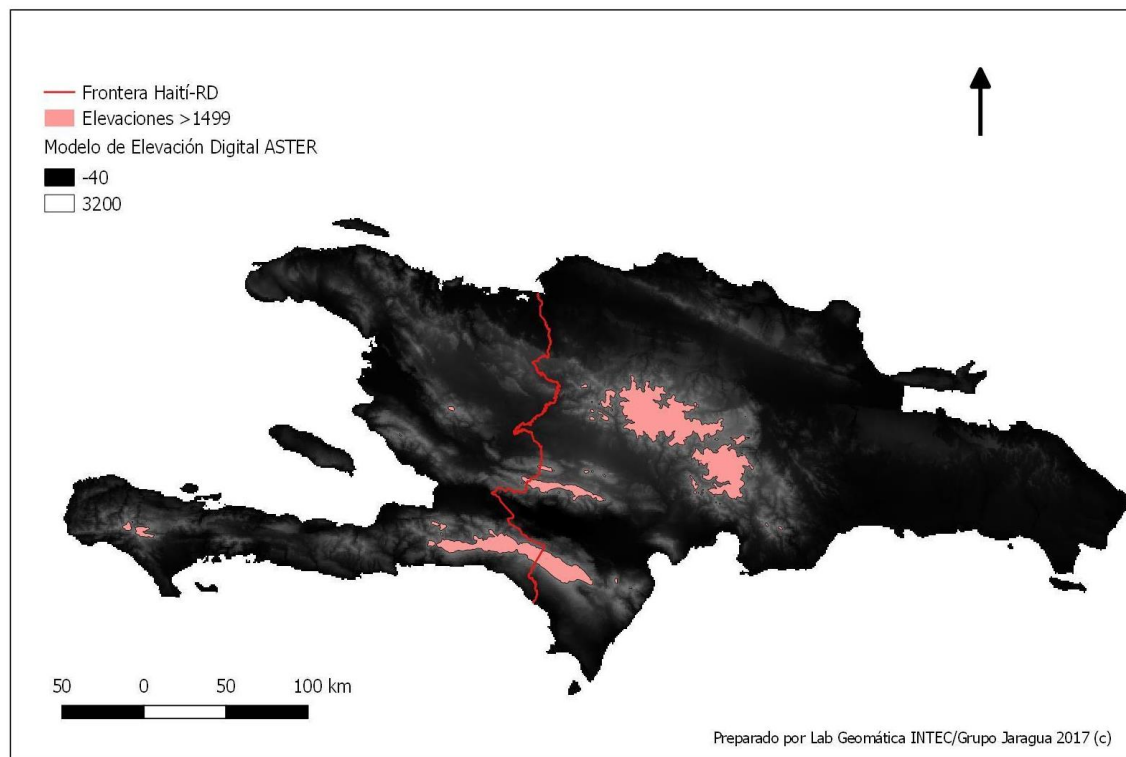 Frontera Haití-RD
Elevaciones >1499
Modelo de Elevación Digital ASTER
-40
3200
50 0 50 100 km
Preparado por Lab Geomática INTEC/Grupo Jaragua 2017 (c)